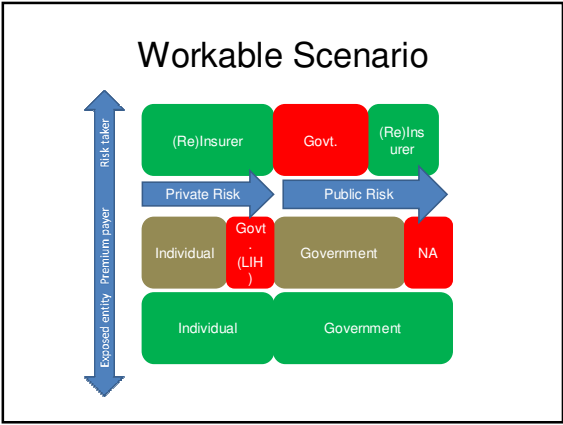 Workable Scenario
Risk taker
(Re)Insurer
Govt.
(Re)Ins
urer
Private Risk
Public Risk
Premium payer
Individual
Govt
.
(LIH
)
Government
NA
Exposed entity
Individual
Government